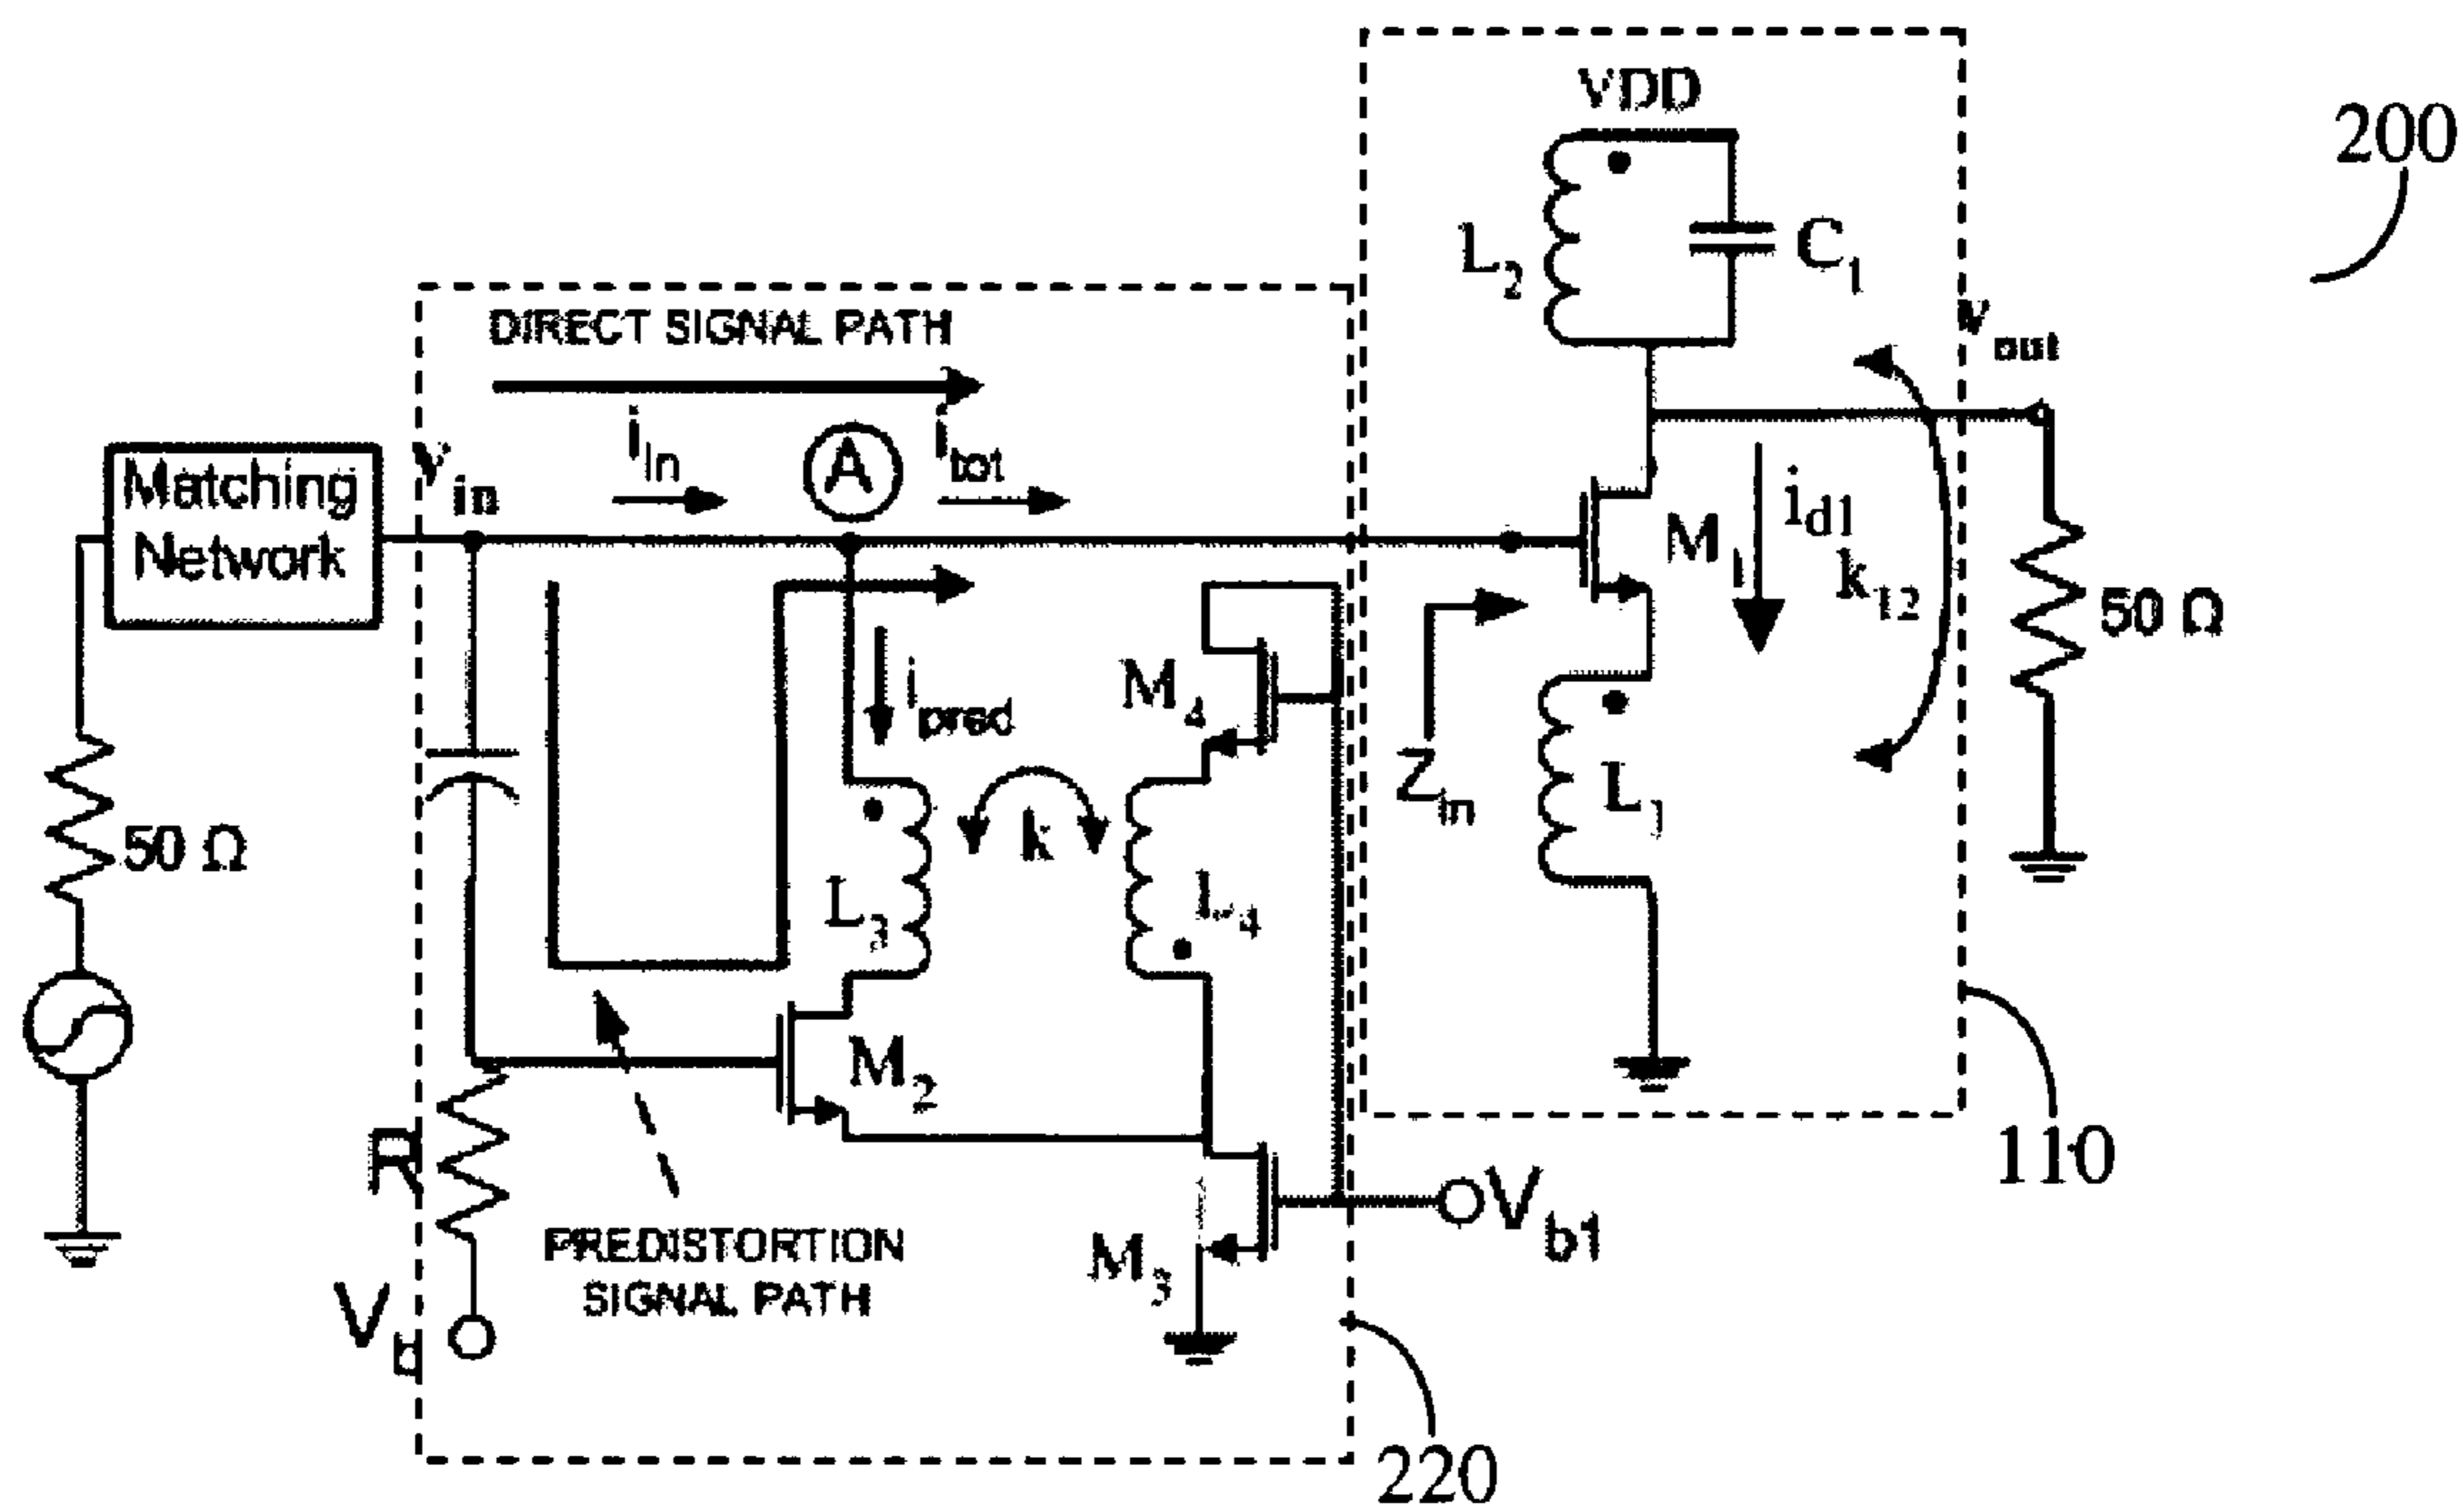 VDD
200
L2
C1
vout
DIRECT SIGNAL PATH
iin
A
itot
Matching
Network
vin
M1
id1
k12
50 Ω
ipred
M4
Zin
L1
k
50 Ω
L3
L4
M2
R
PREDISTORTION
SIGNAL PATH
M3
Vb1
110
Vb
220